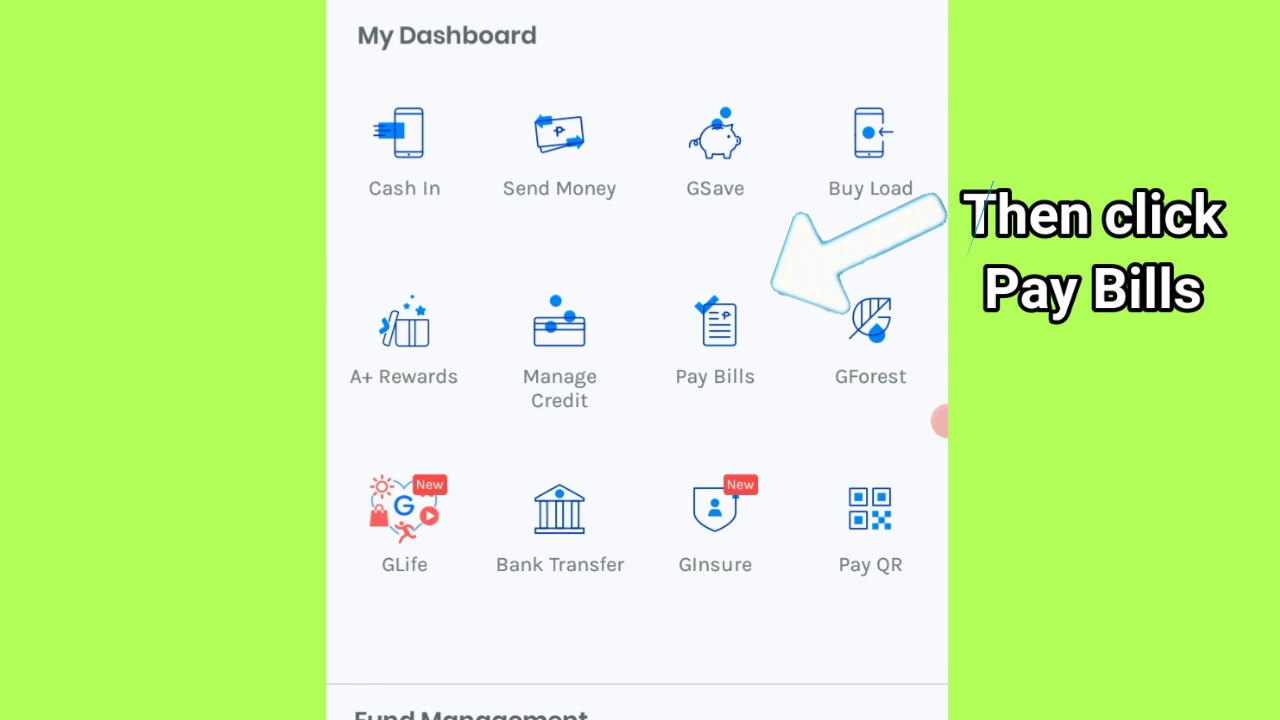 My Dashboard
Cash In
Send Money
GSave
Buy Load
Then click
Pay Bills
A+ Rewards
Manage
Credit
Pay Bills
GForest
New
G
GLife
Bank Transfer
New
GInsure
Pay QR
Fund Management